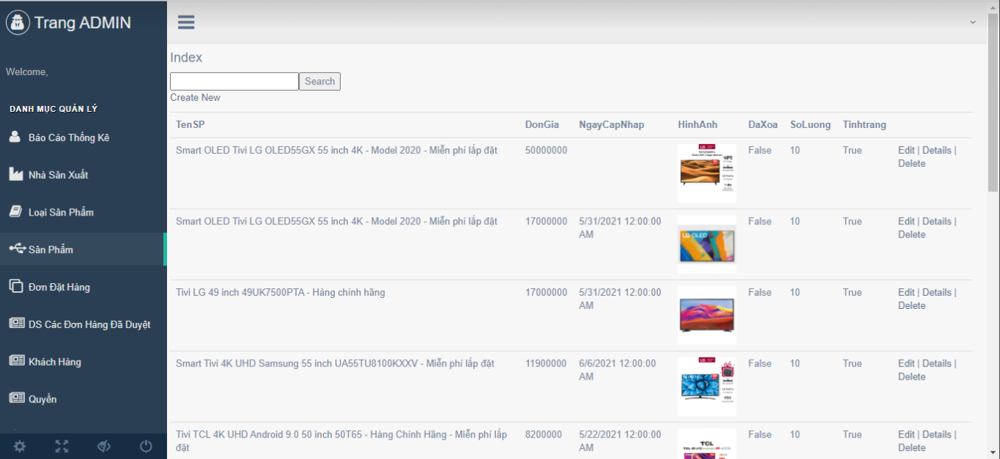 Trang ADMIN
Welcome,
DANH MỤC QUẢN LÝ
Báo Cáo Thống Kê
Nhà Sản Xuất
Loại Sản Phẩm
Sản Phẩm
Đơn Đặt Hàng
DS Các Đơn Hàng Đã Duyệt
Khách Hàng
Quyền
Index
Search
Create New
TenSP DonGia NgayCapNhap HinhAnh DaXoa SoLuong Tinhtrang
Smart OLED Tivi LG OLED55GX 55 inch 4K - Model 2020 - Miễn phí lắp đặt 50000000 LG False 10 True Edit | Details |
Delete
Smart OLED Tivi LG OLED55GX 55 inch 4K - Model 2020 - Miễn phí lắp đặt 17000000 5/31/2021 12:00:00 LG OLED False 10 True Edit | Details |
AM Delete
Tivi LG 49 inch 49UK7500PTA - Hàng chính hãng 17000000 5/31/2021 12:00:00 False 10 True Edit | Details |
AM Delete
Smart Tivi 4K UHD Samsung 55 inch UA55TU8100KXXV - Miễn phí lắp đặt 11900000 6/6/2021 12:00:00 LG False 10 True Edit | Details |
AM Delete
Tivi TCL 4K UHD Android 9.0 50 inch 50T65 - Hàng Chính Hãng - Miễn phí lắp 8200000 5/22/2021 12:00:00 TCL False 10 True Edit | Details |
đặt AM Delete